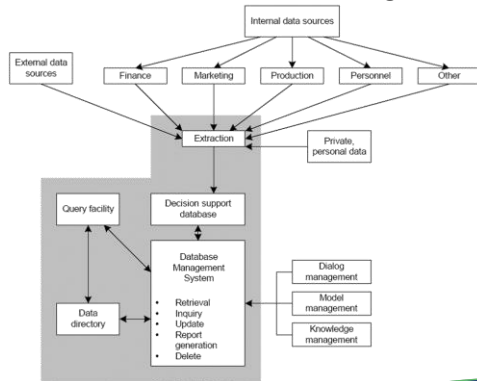 Internal data sources
External data
sources
Finance
Marketing
Production
Personnel
Other
Extraction
Private,
personal data
Query facility
Decision support
database
Database
Management
System
• Retrieval
• Inquiry
• Update
• Report
generation
• Delete
Data
directory
Dialog
management
Model
management
Knowledge
management